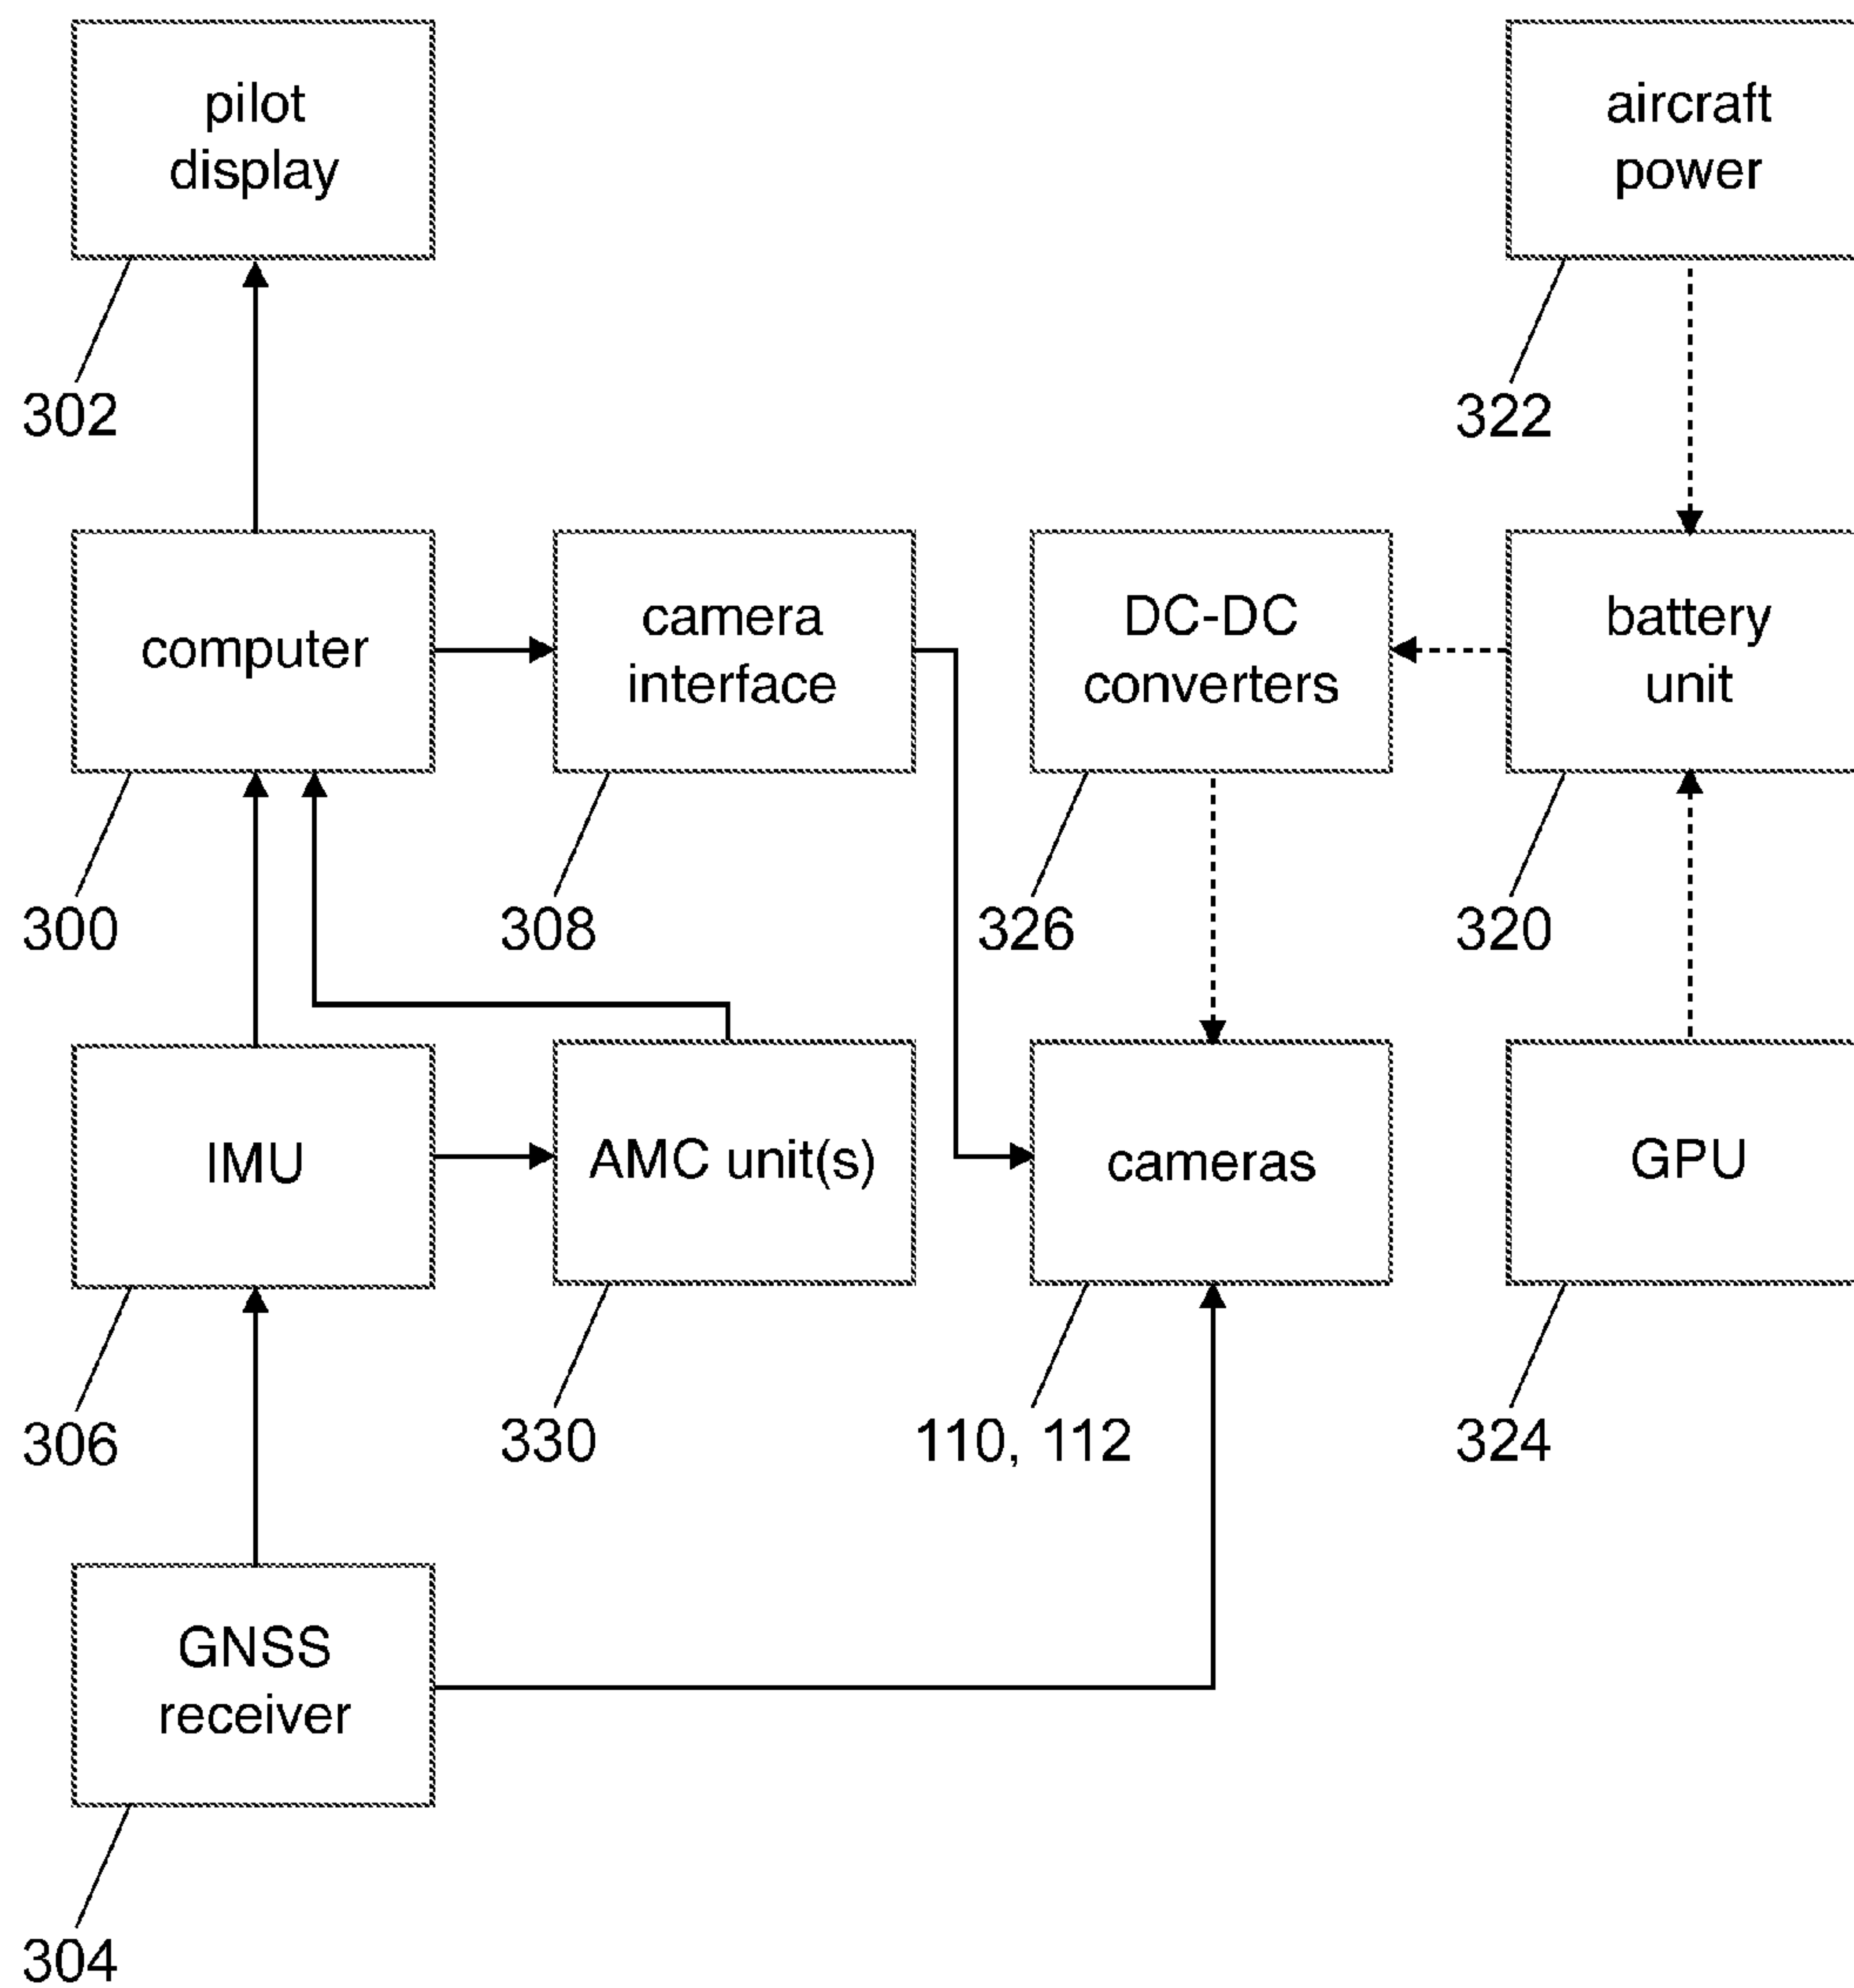 pilot
display
aircraft
power
302
322
computer
camera
interface
DC-DC
converters
battery
unit
300
308
326
320
IMU
AMC unit(s)
cameras
GPU
306
330
110, 112
324
GNSS
receiver
304